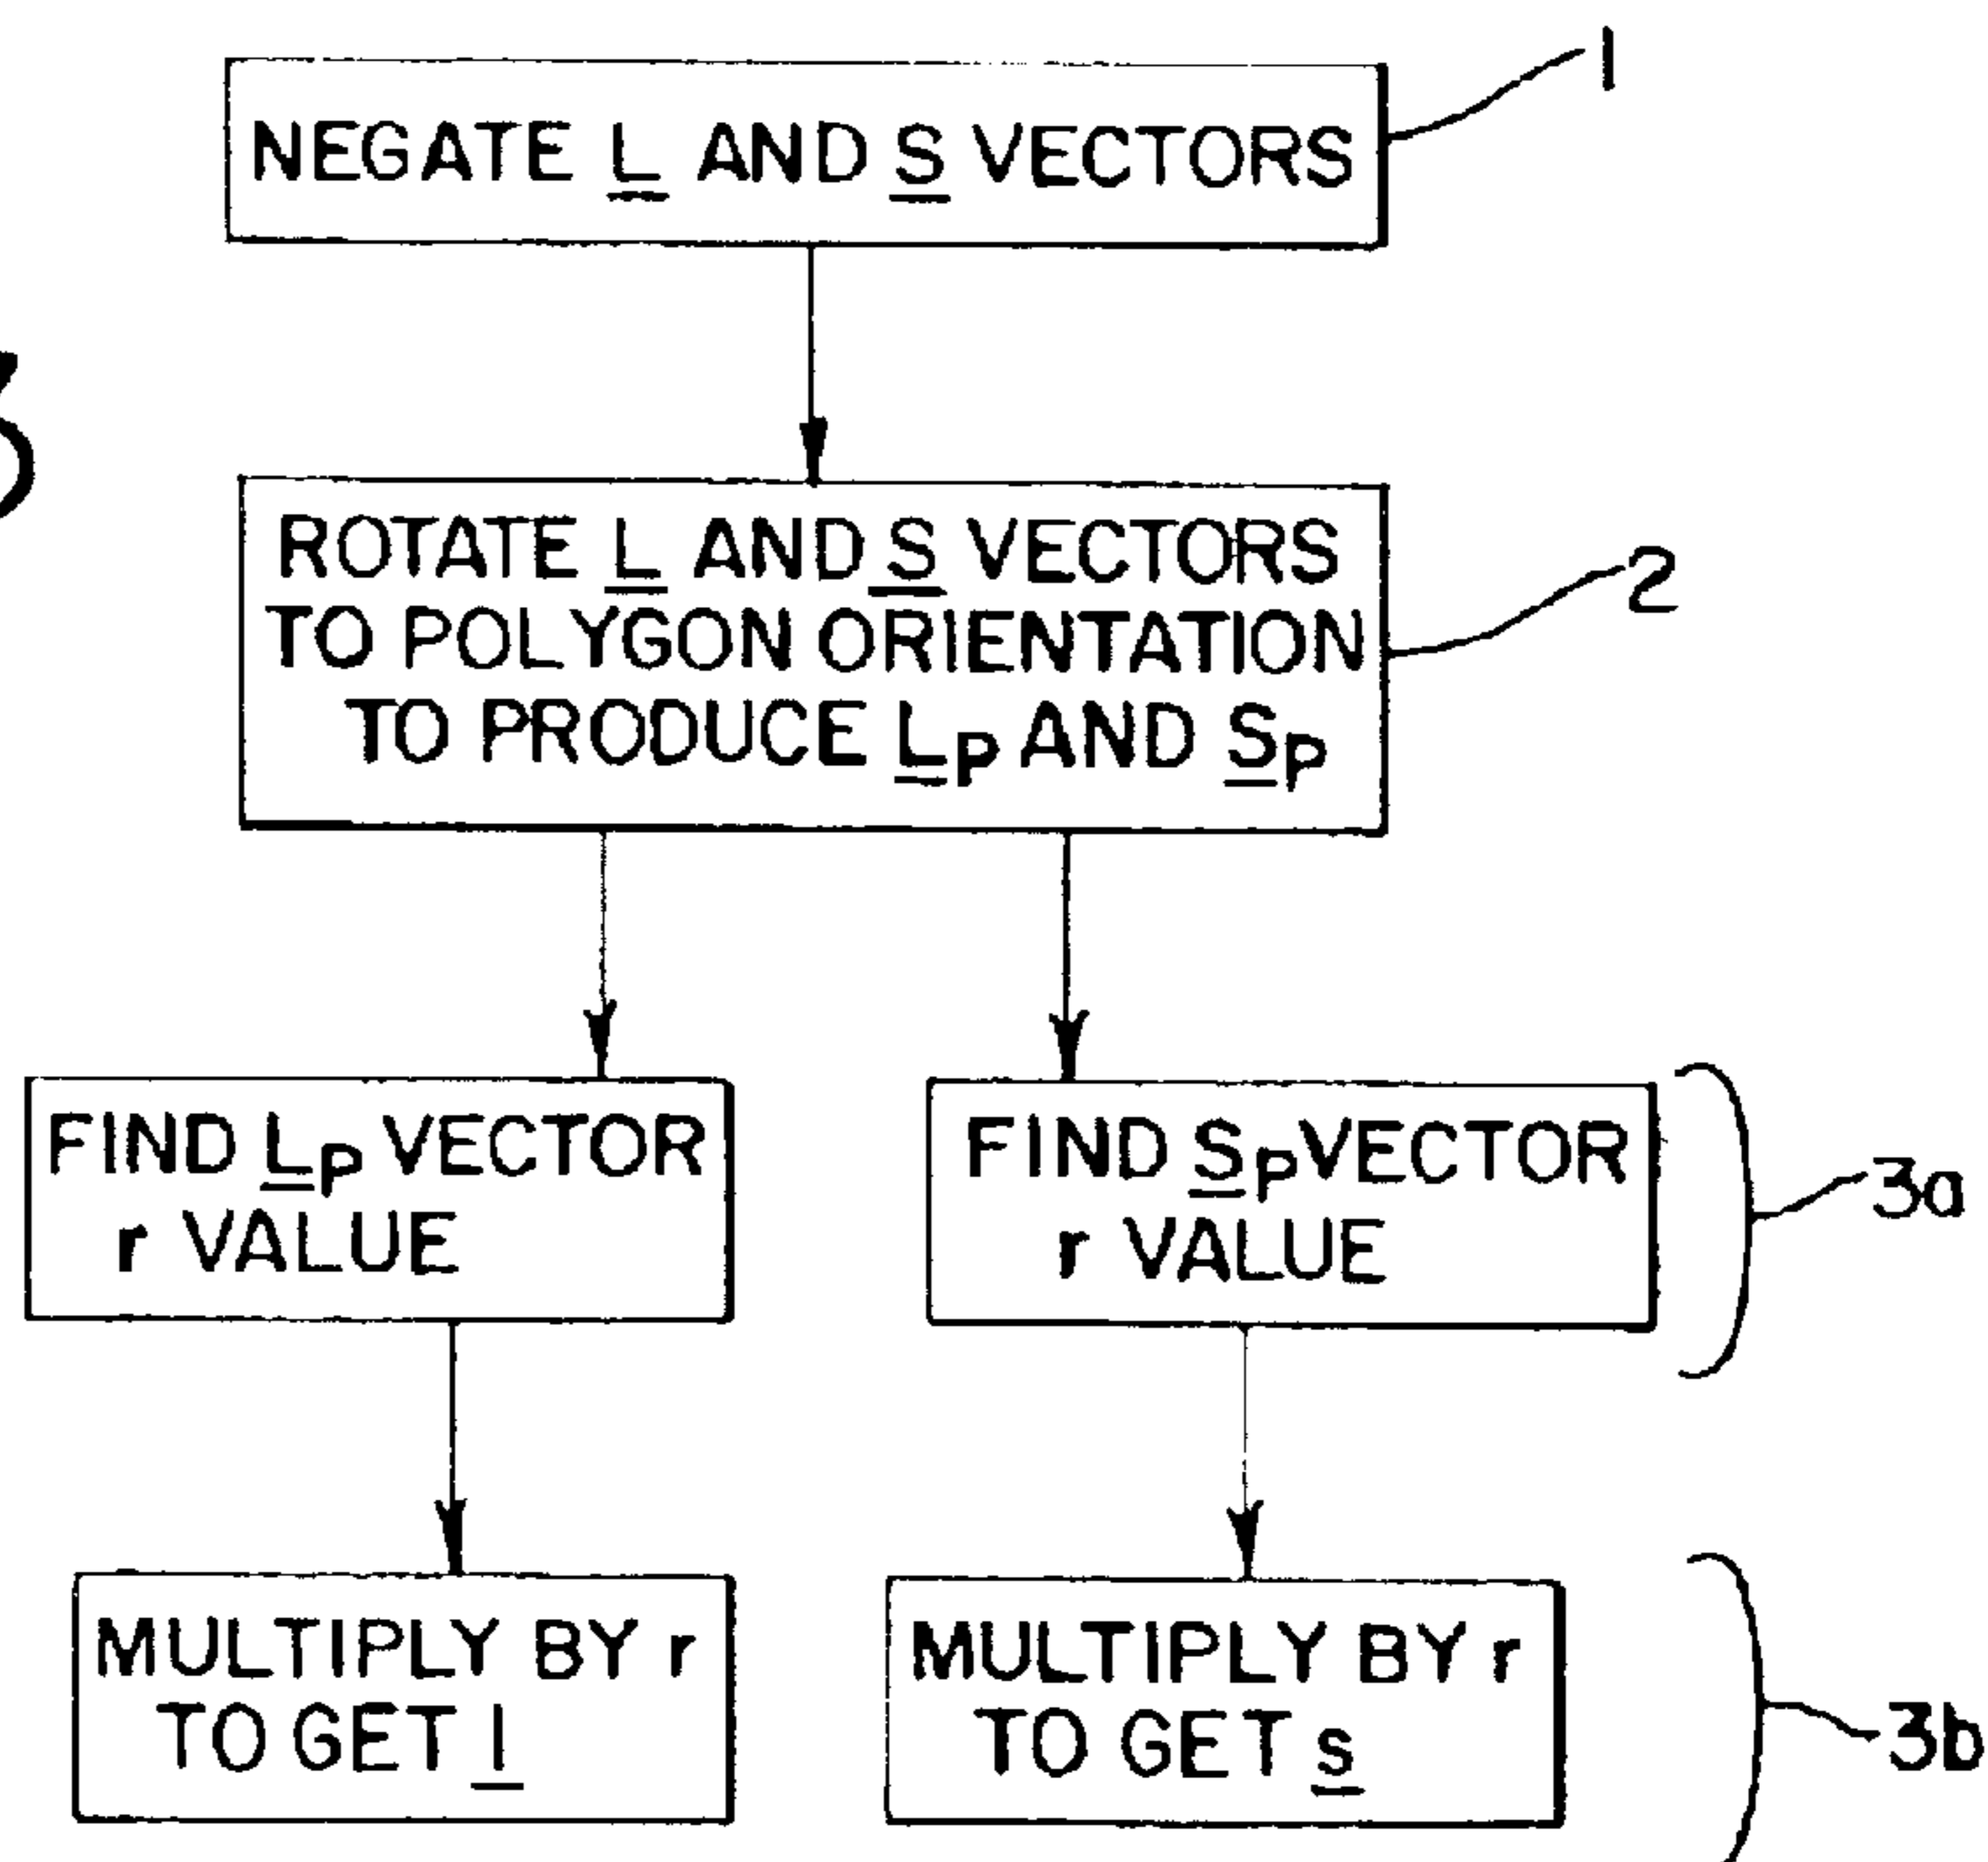 1
NEGATE L AND S VECTORS
ROTATE L AND S VECTORS
TO POLYGON ORIENTATION
TO PRODUCE Lp AND Sp
2
FIND Lp VECTOR
r VALUE
FIND Sp VECTOR
r VALUE
3a
MULTIPLY BY r
TO GET l
MULTIPLY BY r
TO GET s
3b